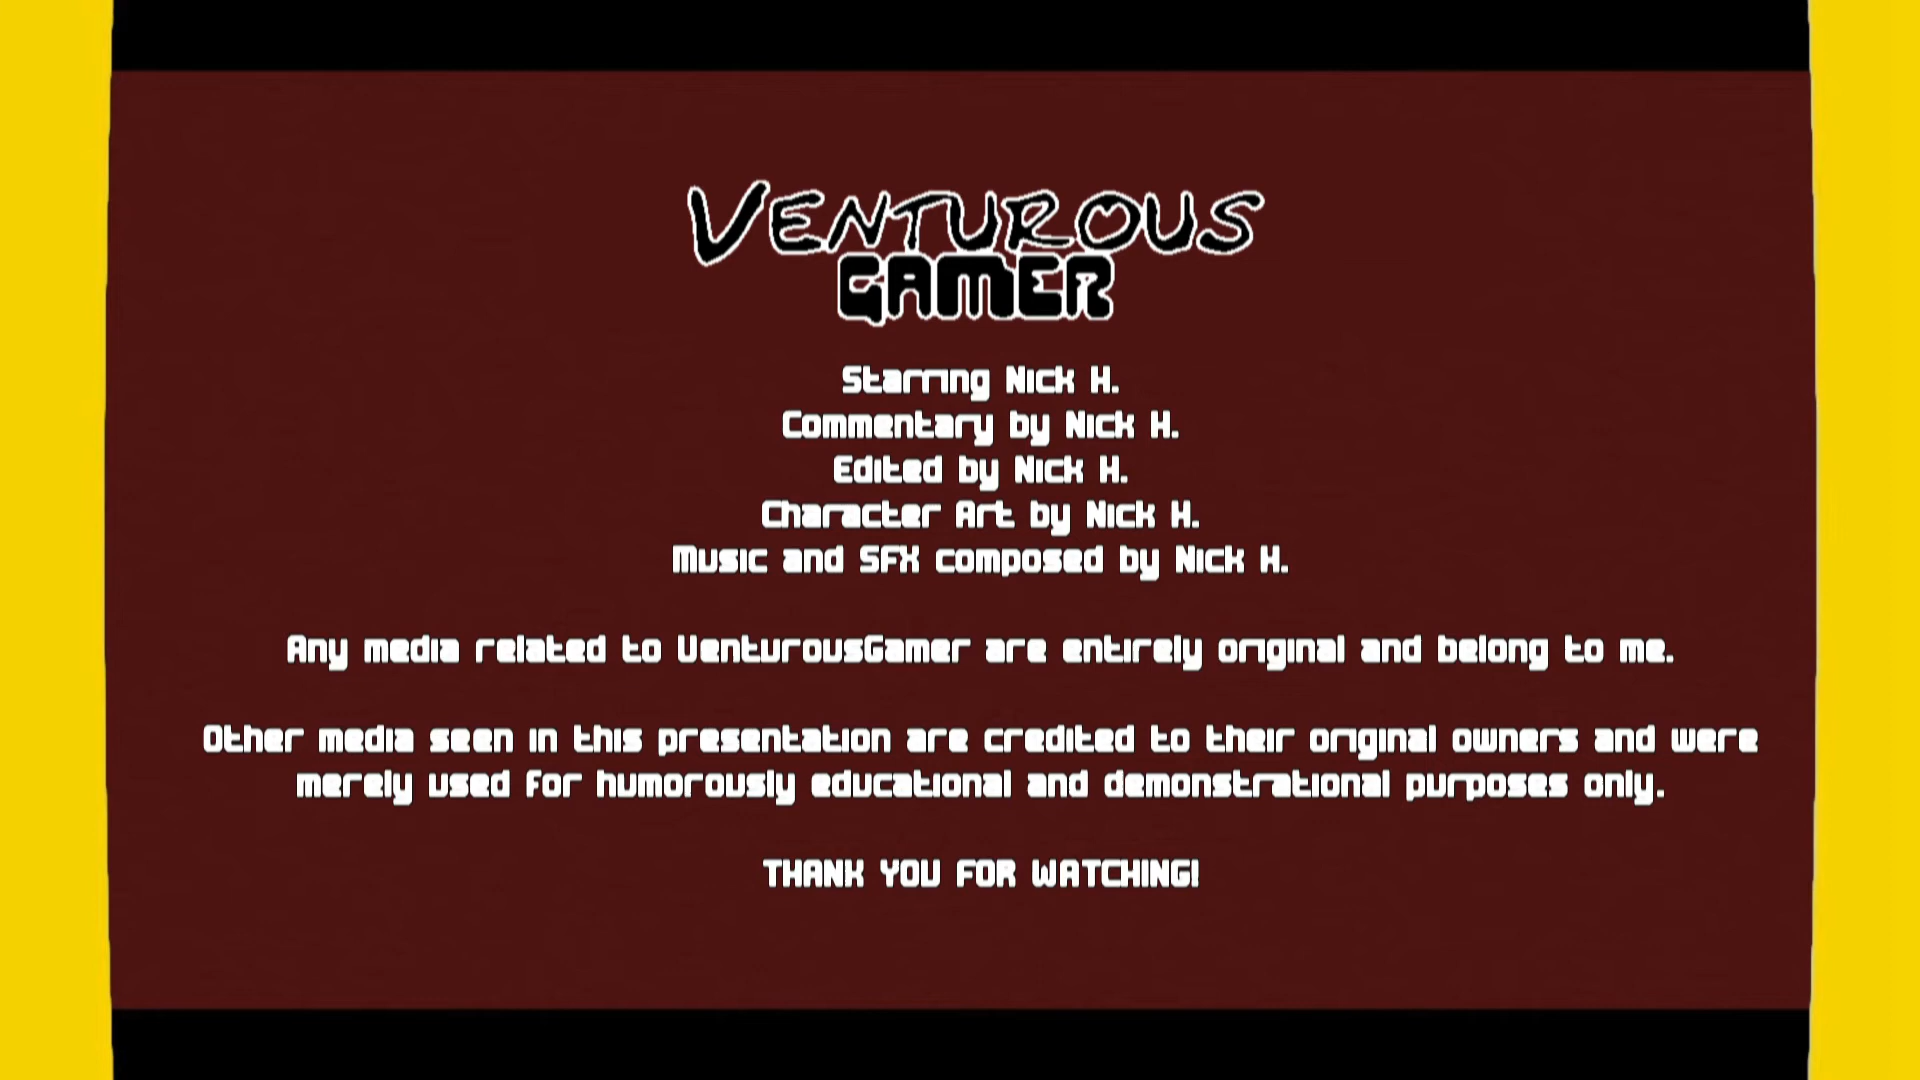 VENTUROUS
GAMER
Starring Nick H.
Commentary by Nick H.
Edited by Nick H.
Character Art by Nick H.
Music and SFX composed by Nick H.
Any media related to VenturousGamer are entirely original and belong to me.
Other media seen in this presentation are credited to their original owners and were
merely used for humorously educational and demonstrational purposes only.
THANK YOU FOR WATCHING!